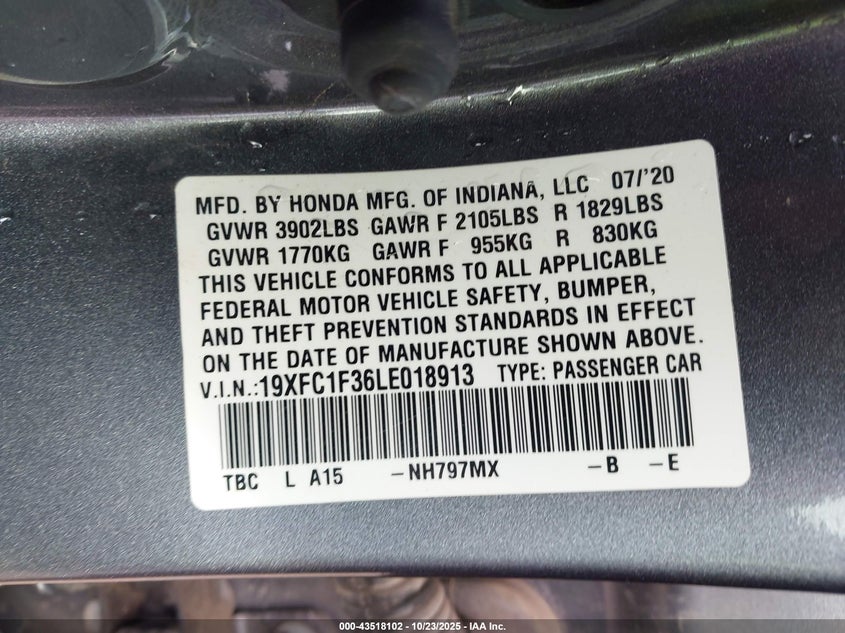 MFD. BY HONDA MFG. OF INDIANA, LLC 07/'20
GVWR 3902LBS GAWR F 2105LBS R 1829LBS
GVWR 1770KG GAWR F 955KG R 830KG
THIS VEHICLE CONFORMS TO ALL APPLICABLE
FEDERAL MOTOR VEHICLE SAFETY, BUMPER,
AND THEFT PREVENTION STANDARDS IN EFFECT
ON THE DATE OF MANUFACTURE SHOWN ABOVE.
V.I.N.:19XFC1F36LE018913 TYPE: PASSENGER CAR
TBC L A15 -NH797MX -B -E
000-43518102 - 10/23/2025 - IAA Inc.